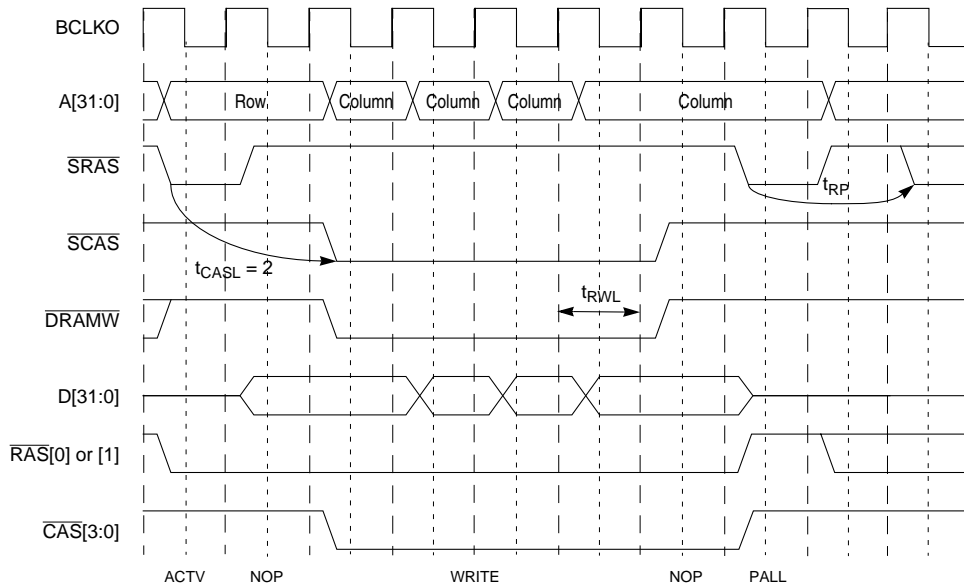 BCLKO
A[31:0] Row Column Column Column Column
SRAS tRP
SCAS
tCASL = 2
tRWL
DRAMW
D[31:0]
RAS[0] or [1]
CAS[3:0]
ACTV NOP WRITE NOP PALL